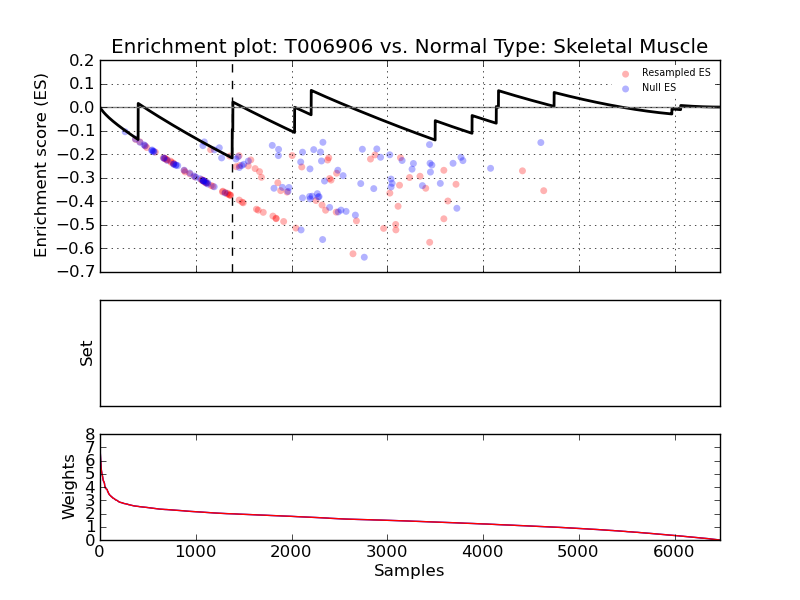 Enrichment plot: T006906 vs. Normal Type: Skeletal Muscle
Enrichment score (ES)
0.2
0.1
0.0
−0.1
−0.2
−0.3
−0.4
−0.5
−0.6
−0.7
Resampled ES
Null ES
Set
Weights
8
7
6
5
4
3
2
1
0
0 1000 2000 3000 4000 5000 6000
Samples